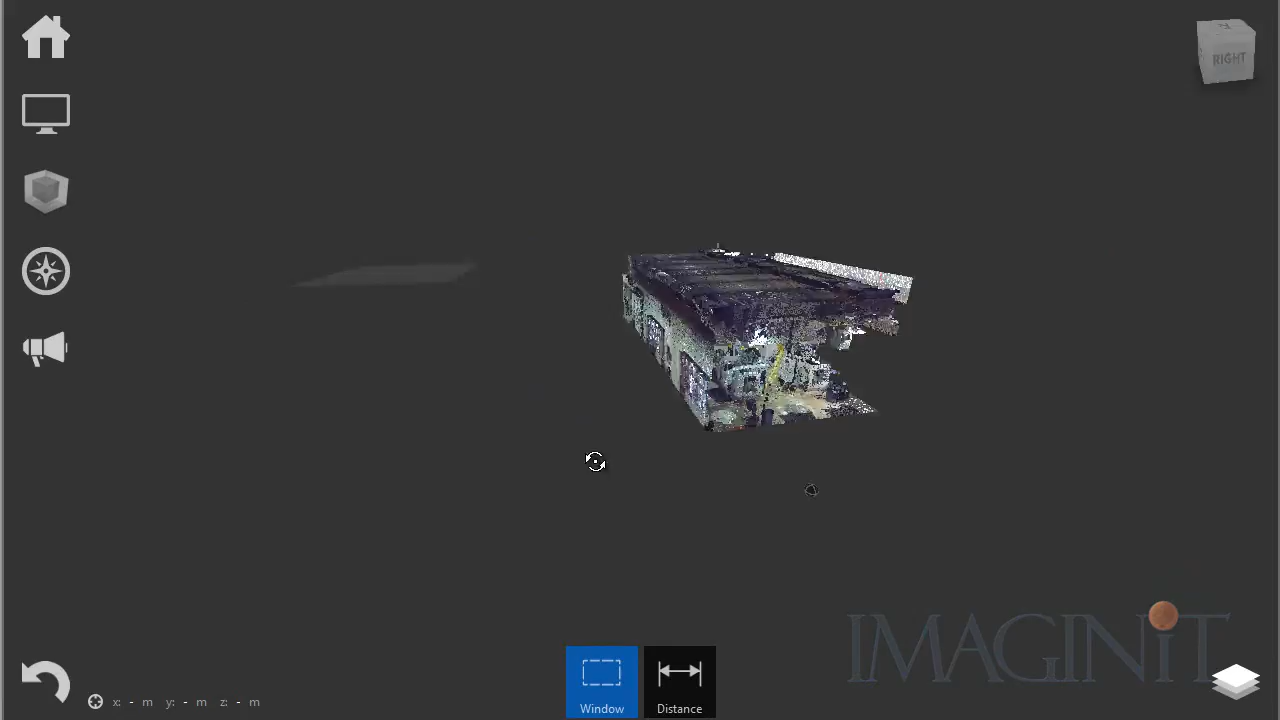 RIGHT
IMAGINiT
x: - m y: - m z: - m
Window
Distance